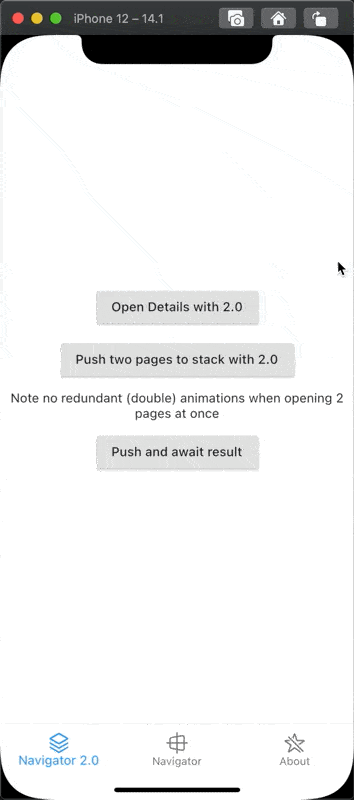 iPhone 12 – 14.1
Open Details with 2.0
Push two pages to stack with 2.0
Note no redundant (double) animations when opening 2
pages at once
Push and await result
Navigator 2.0
Navigator
About